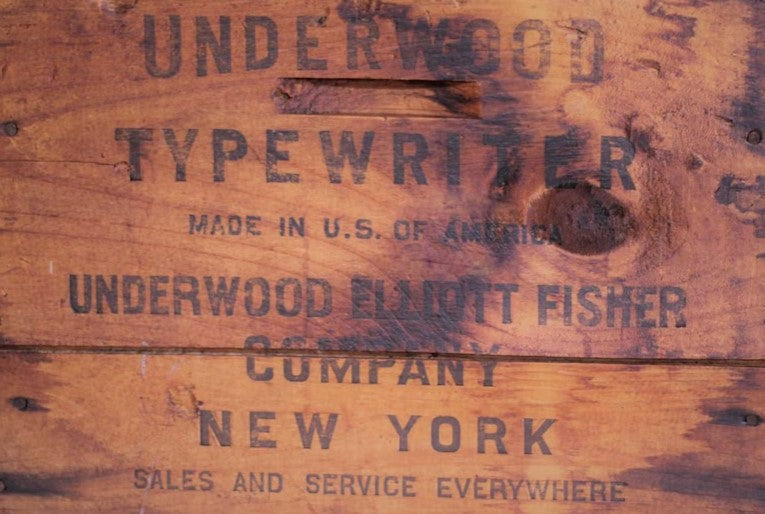 UNDERWOOD
TYPEWRITER
MADE IN U.S. OF AMERICA
UNDERWOOD ELLIOTT FISHER
COMPANY
NEW YORK
SALES AND SERVICE EVERYWHERE